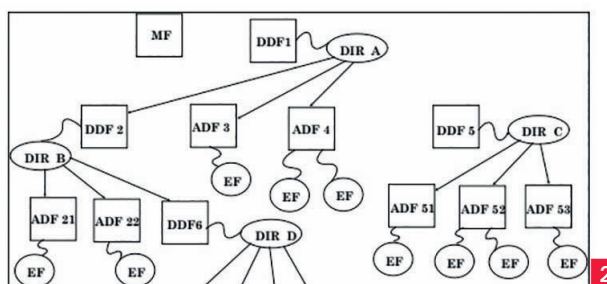 MF
DDF1
DIR A
DDF 2
ADF 3
ADF 4
DDF 5
DIR C
DIR B
EF
EF
EF
ADF 21
ADF 22
DDF6
DIR D
ADF 51
ADF 52
ADF 53
EF
EF
EF
EF
EF
EF
2